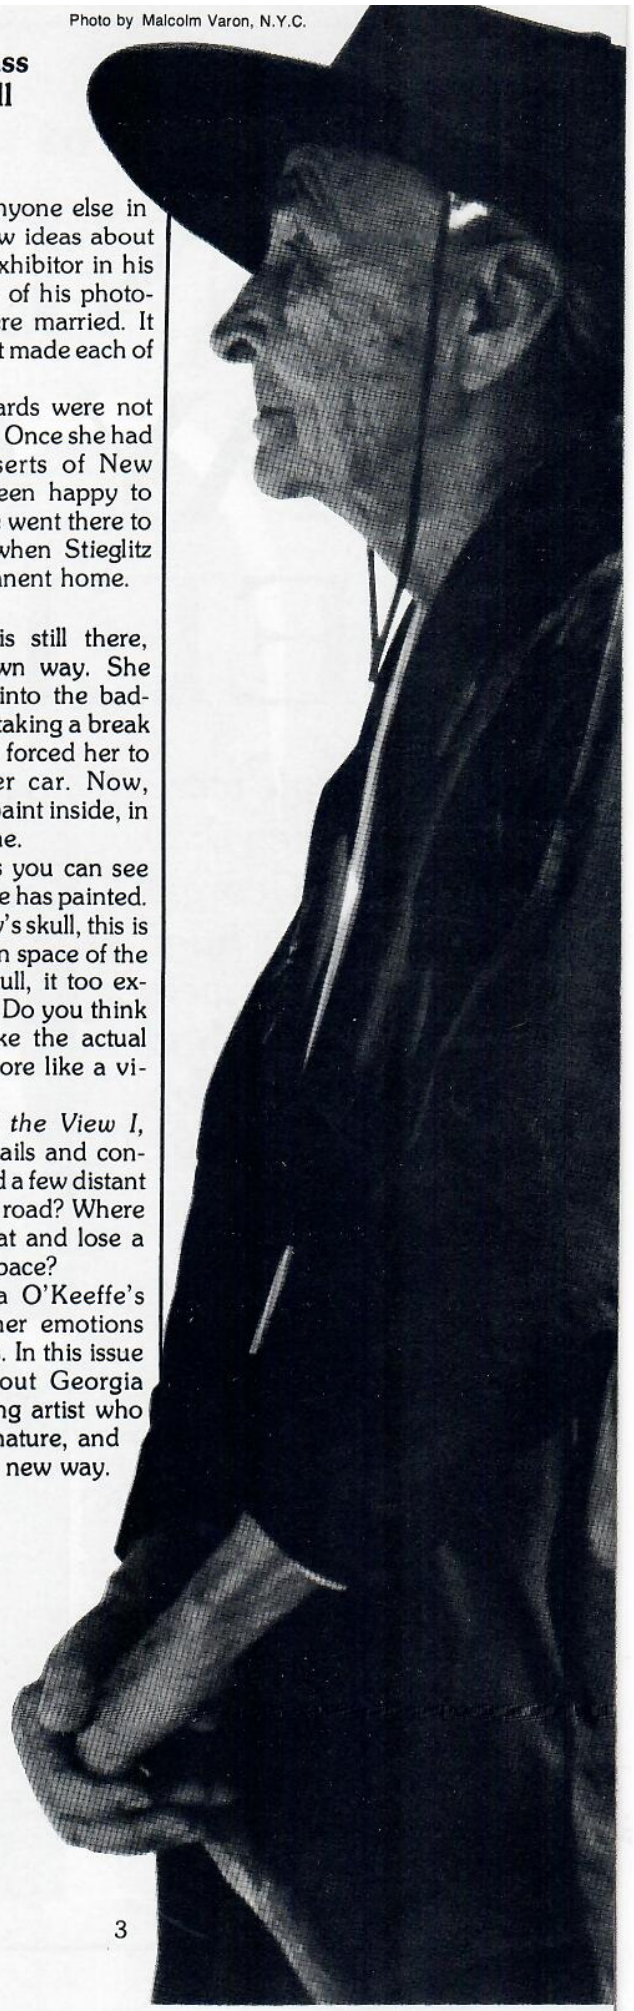 Photo by Malcolm Varon, N.Y.C.
ss
ll
nyone else in
w ideas about
xhibitor in his
of his photo-
re married. It
t made each of
ards were not
Once she had
serts of New
een happy to
went there to
when Stieglitz
nent home.
is still there,
wn way. She
into the bad-
taking a break
forced her to
er car. Now,
aint inside, in
ne.
s you can see
e has painted.
y's skull, this is
n space of the
ull, it too ex-
Do you think
ke the actual
ore like a vi-
the View I,
ails and con-
d a few distant
road? Where
at and lose a
pace?
a O'Keeffe's
her emotions
. In this issue
out Georgia
ng artist who
nature, and
new way.
3